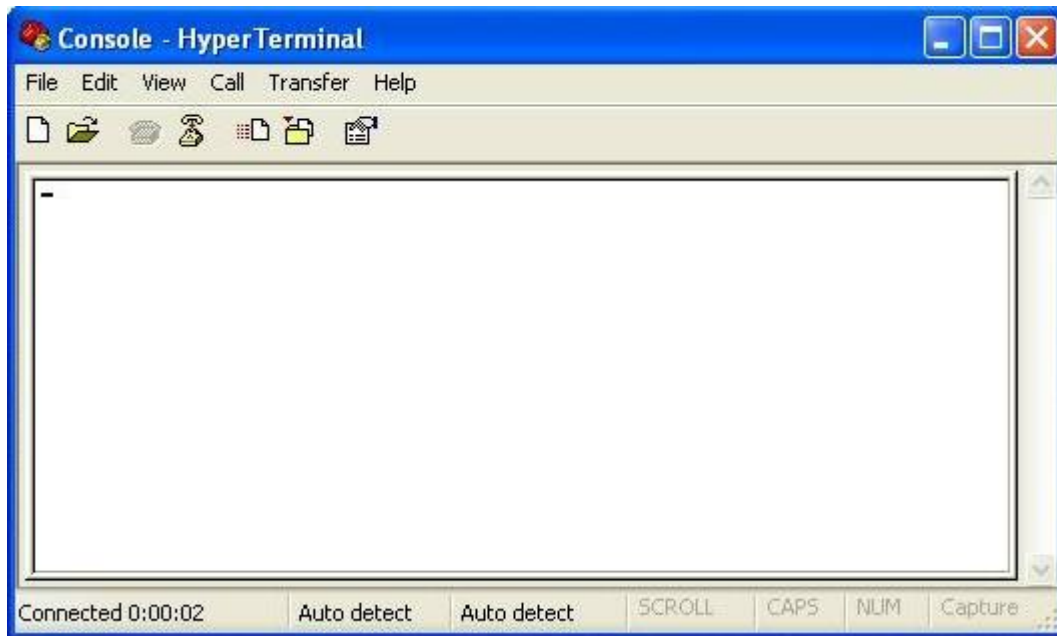 Console - HyperTerminal
File Edit View Call Transfer Help
Connected 0:00:02 Auto detect Auto detect SCROLL CAPS NUM Capture